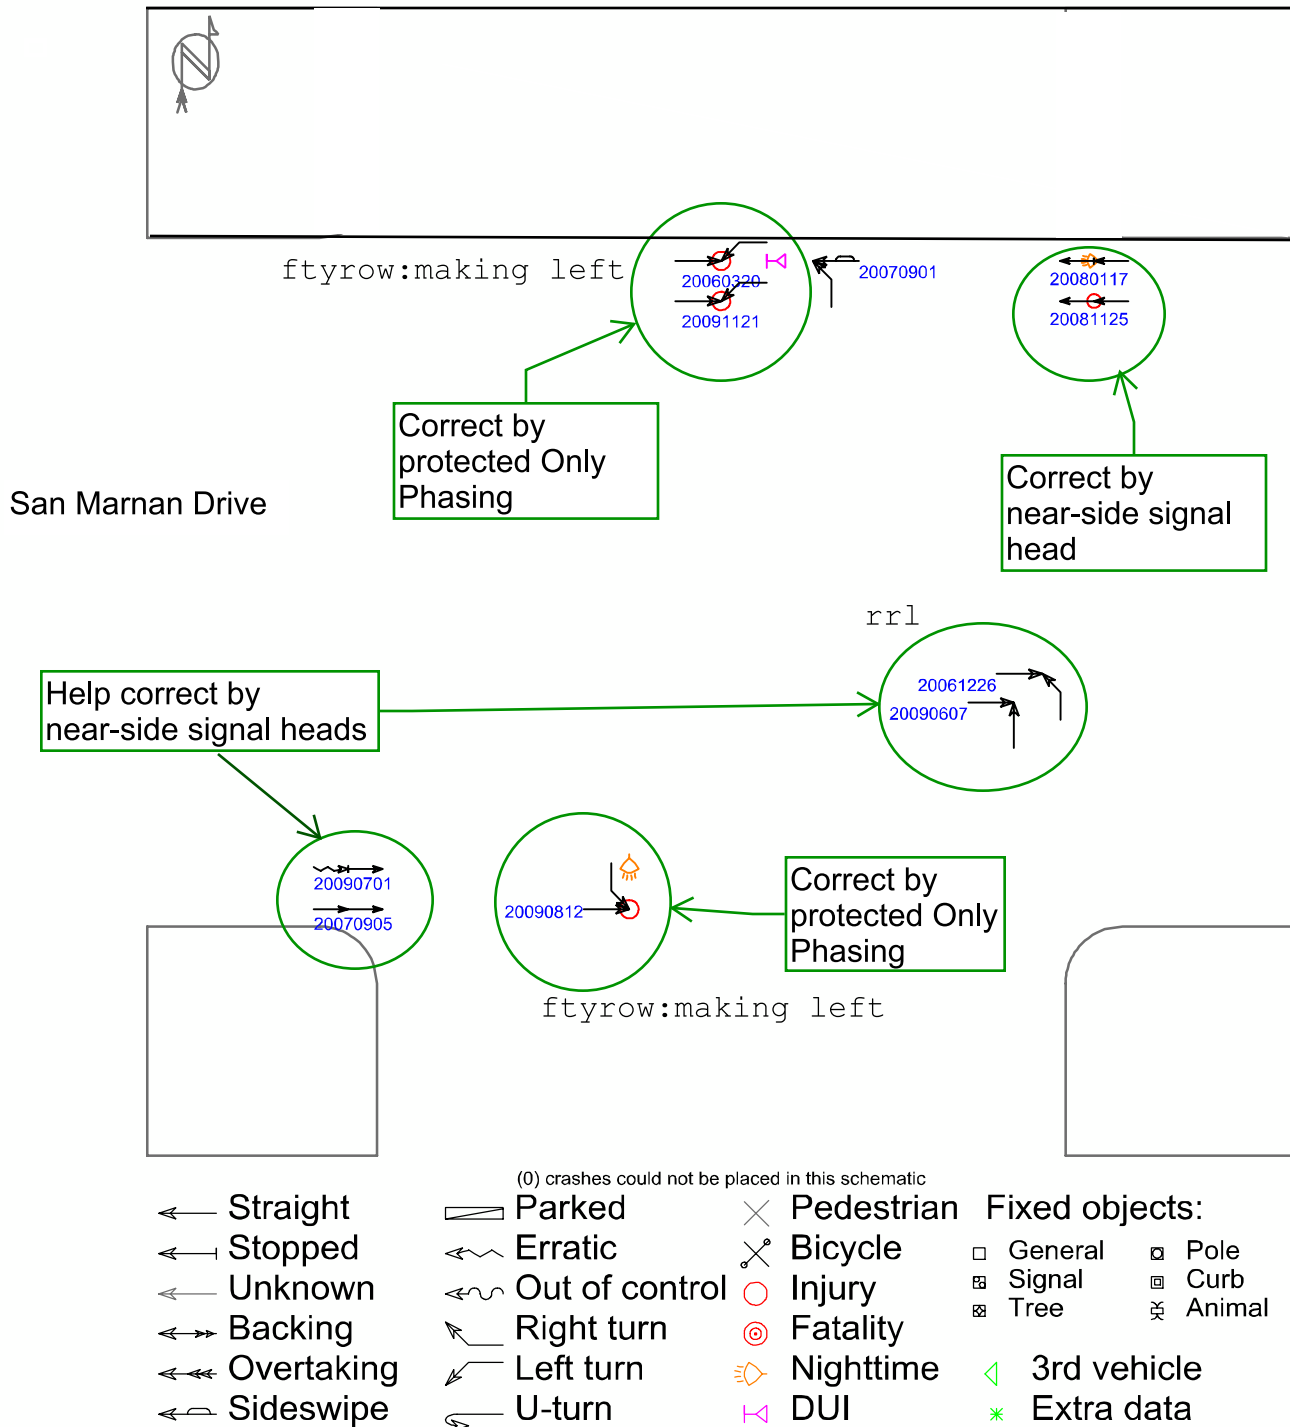 ftyrow:making left
20060320
20091121
20070901
20080117
20081125
Correct by
protected Only
Phasing
San Marnan Drive
Correct by
near-side signal
head
rrl
20061226
20090607
Help correct by
near-side signal heads
20090701
20070905
20090812
Correct by
protected Only
Phasing
ftyrow:making left
(0) crashes could not be placed in this schematic
Straight
Stopped
Unknown
Backing
Overtaking
Sideswipe
Parked
Erratic
Out of control
Right turn
Left turn
U-turn
Pedestrian
Bicycle
Injury
Fatality
Nighttime
DUI
Fixed objects:
General
Signal
Tree
Pole
Curb
Animal
3rd vehicle
Extra data